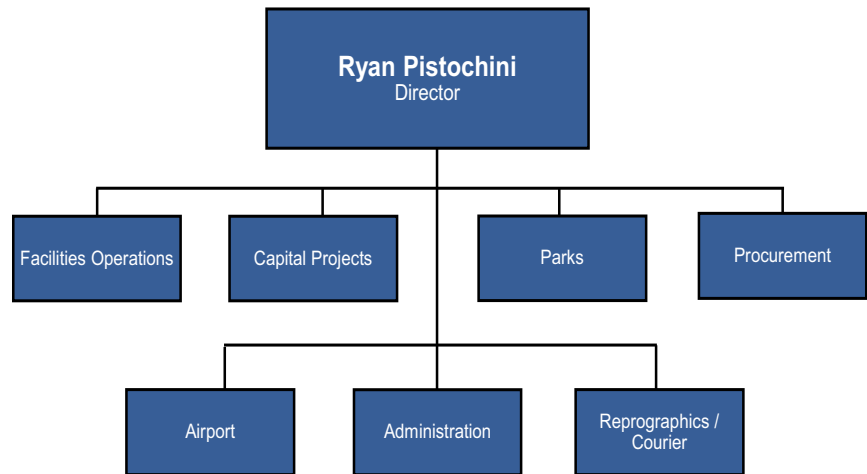 Ryan Pistochini
Director
Facilities Operations
Capital Projects
Parks
Procurement
Airport
Administration
Reprographics /
Courier